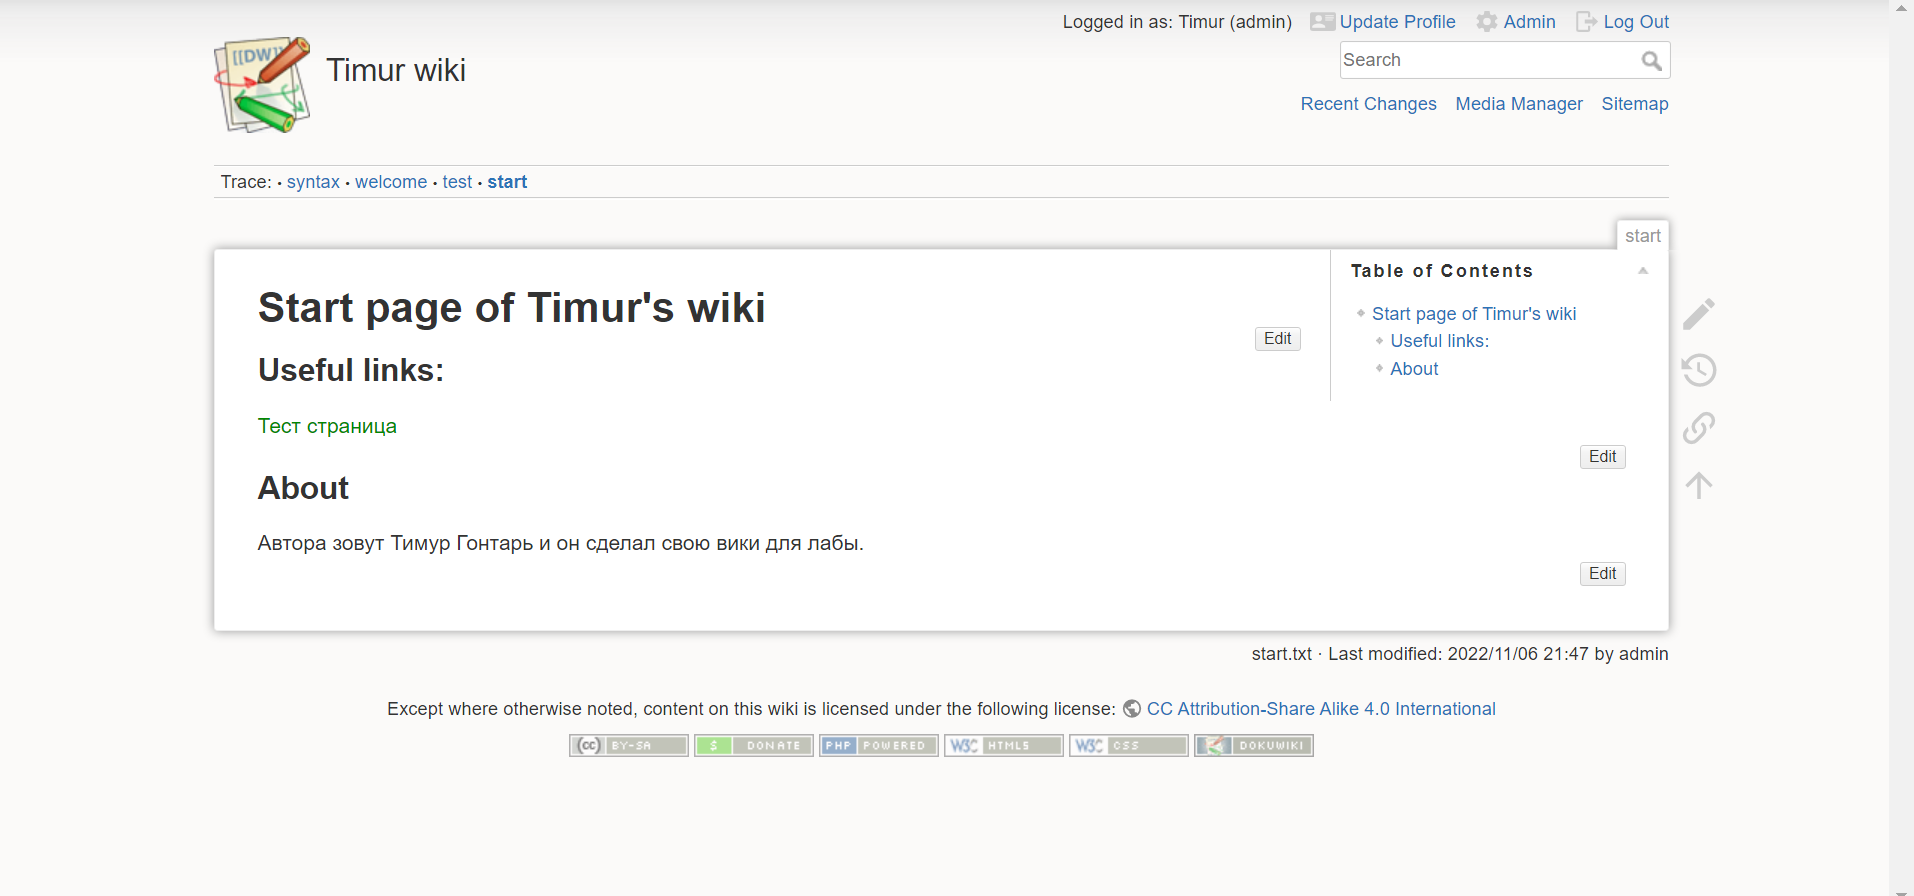 Logged in as: Timur (admin) Update Profile Admin Log Out
[[DW]]
Timur wiki
Search
Recent Changes Media Manager Sitemap
Trace: • syntax • welcome • test • start
start
Table of Contents
Start page of Timur's wiki
Useful links:
About
Start page of Timur's wiki
Edit
Useful links:
Тест страница
Edit
About
Автора зовут Тимур Гонтарь и он сделал свою вики для лабы.
Edit
start.txt · Last modified: 2022/11/06 21:47 by admin
Except where otherwise noted, content on this wiki is licensed under the following license: CC Attribution-Share Alike 4.0 International
cc BY-SA $ DONATE PHP POWERED W3C HTML5 W3C CSS DOKUWIKI